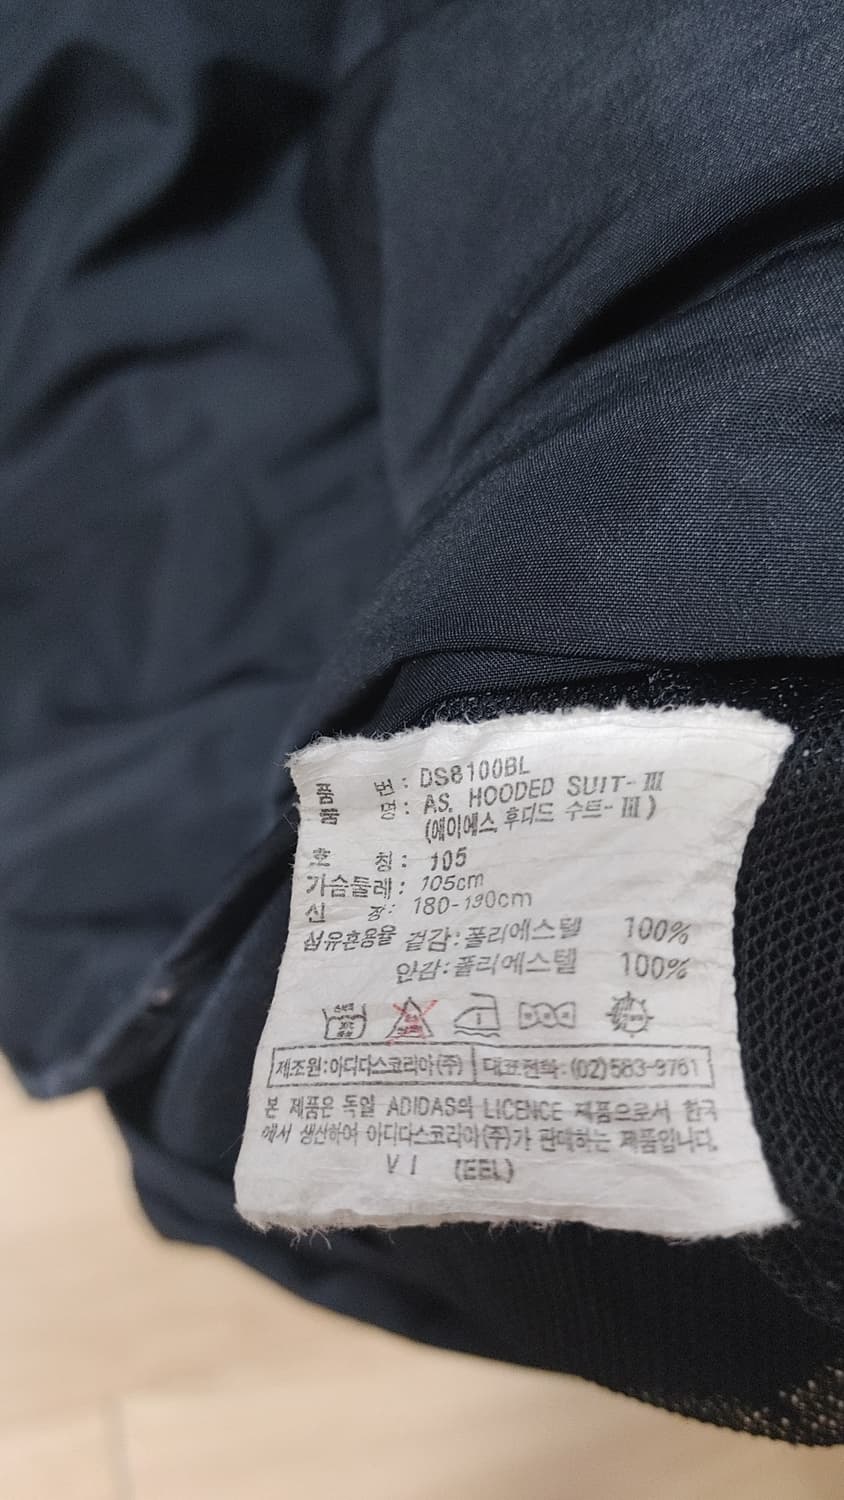 품 번 : DS8100BL
품 명 : AS. HOODED SUIT-Ⅲ
(에이에스 후디드 수트-Ⅲ)
호 칭 : 105
가슴둘레 : 105cm
신 장 : 180-190cm
섬유혼용율 겉감 : 폴리에스텔 100%
안감 : 폴리에스텔 100%
제조원 : 아디다스코리아(주) 대표전화 : (02)583-9761
본 제품은 독일 ADIDAS의 LICENCE 제품으로서 한국
에서 생산하여 아디다스코리아(주)가 판매하는 제품입니다.
V I (EEL)